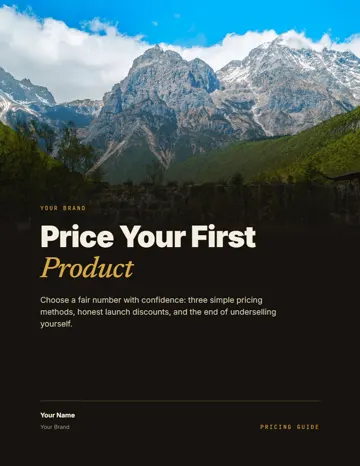 YOUR BRAND
Price Your First
Product
Choose a fair number with confidence: three simple pricing
methods, honest launch discounts, and the end of underselling
yourself.
Your Name
Your Brand
PRICING GUIDE